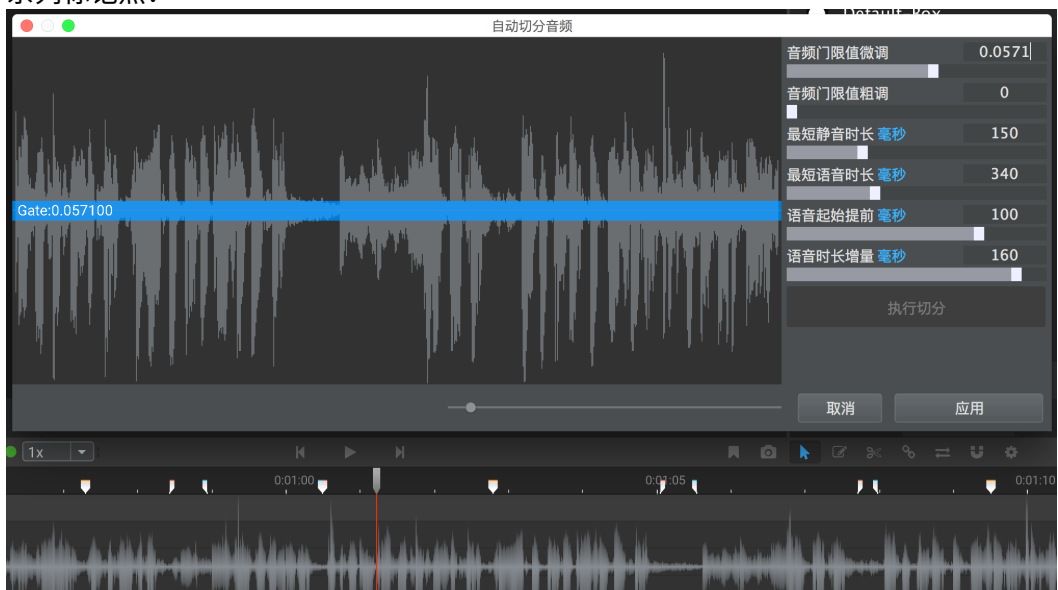 Default Box
自动切分音频
音频门限值微调 0.0571
音频门限值粗调 0
最短静音时长 毫秒 150
最短语音时长 毫秒 340
语音起始提前 毫秒 100
语音时长增量 毫秒 160
执行切分
Gate:0.057100
取消 应用
1x
0:01:00 0:01:05 0:01:10